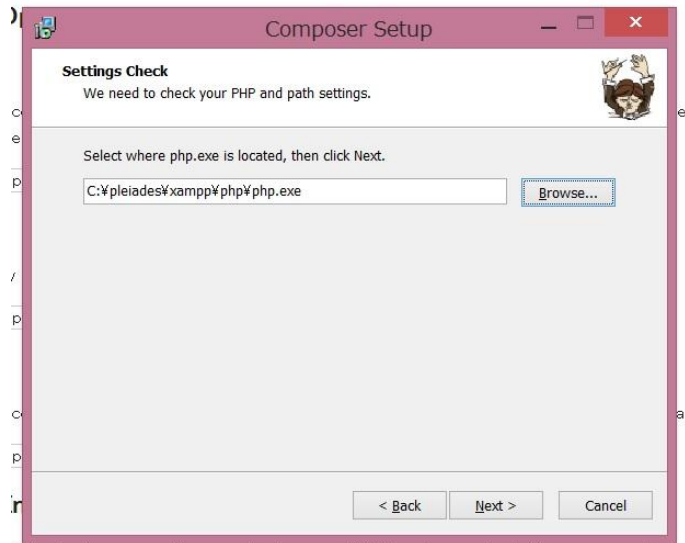 Composer Setup
Settings Check
We need to check your PHP and path settings.
Select where php.exe is located, then click Next.
C:¥pleiades¥xampp¥php¥php.exe
Browse...
< Back
Next >
Cancel